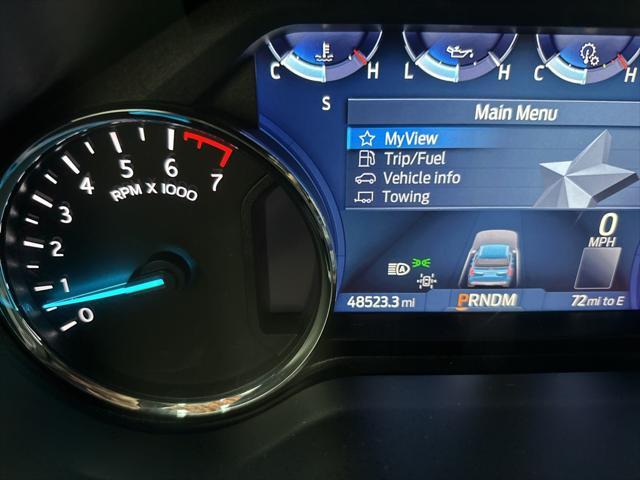 C H L H C H
S
Main Menu
MyView
Trip/Fuel
Vehicle info
Towing
0
MPH
48523.3 mi PRNDM 72 mi to E
0 1 2 3 4 5 6 7
RPM X 1000